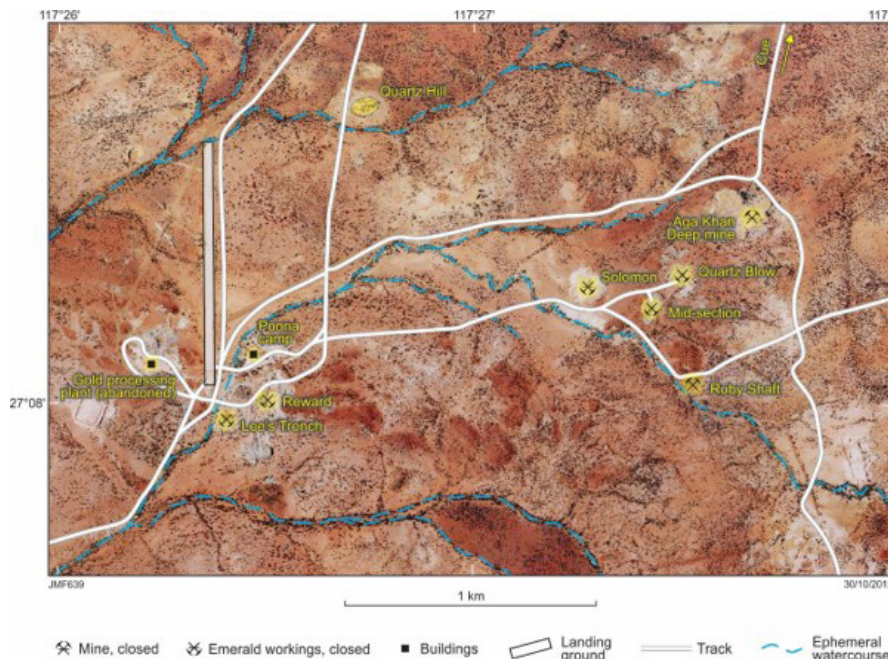 117°26'
117°27'
117
Cue
Quartz Hill
Aga Khan
Deep mine
Solomon
Quartz Blow
Mid-section
Poona
camp
Gold processing
plant (abandoned)
Ruby Shaft
27°08'
Reward
Lee's Trench
JMF639
30/10/201
1 km
Mine, closed
Emerald workings, closed
Buildings
Landing
ground
Track
Ephemeral
watercourse